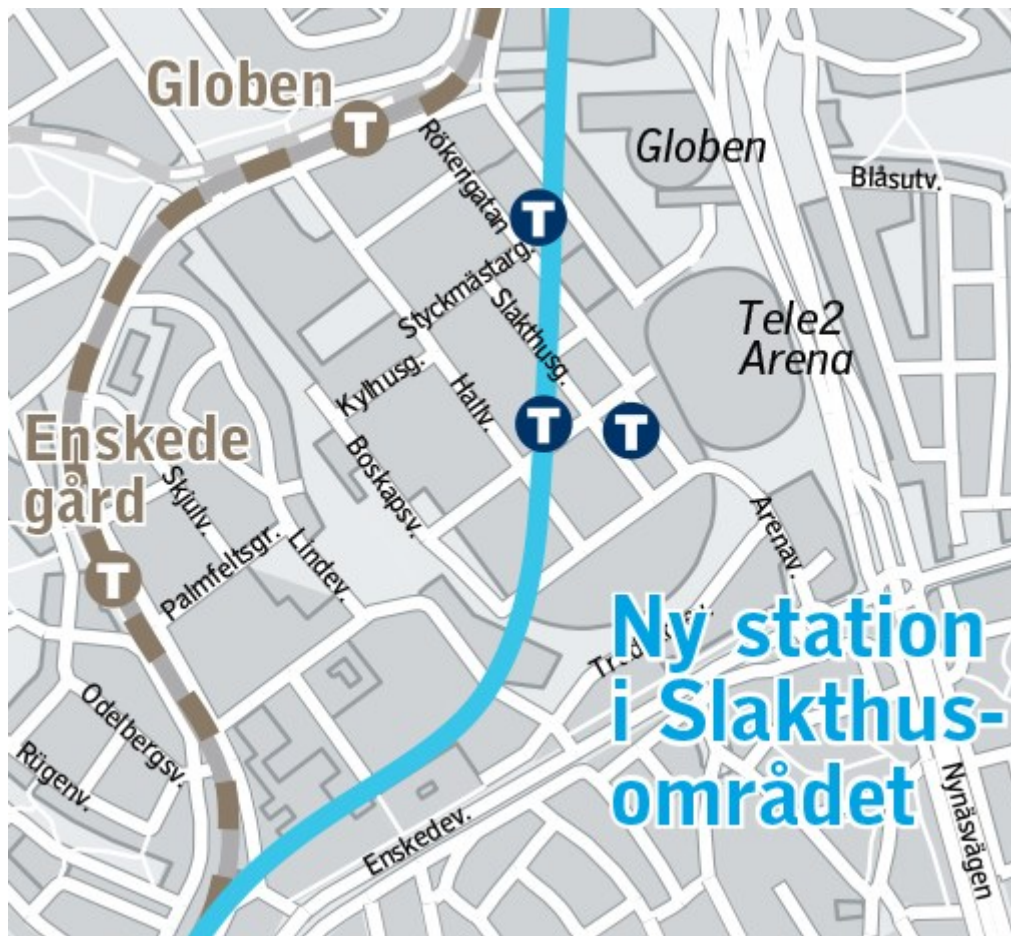 Globen
T
Rökerigatan
Globen
Blåsutv.
T
Styckmästarg.
Slakthusg.
Tele2
Arena
Kylhusg.
Hallv.
T
T
Enskede
gård
Skjulv.
Boskapsv.
Arenav.
T
Palmfeltsgr.
Lindev.
Ny station
i Slakthus-
området
Odelbergsv.
Rügenv.
Enskedev.
Nynäsvägen